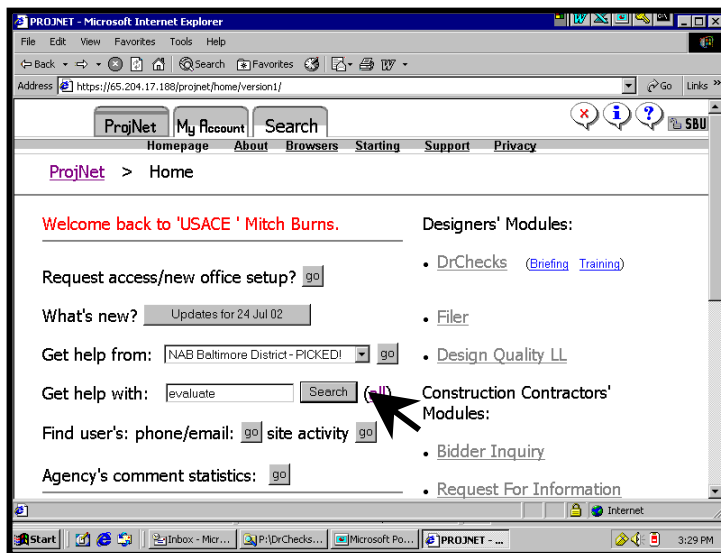 PROJNET - Microsoft Internet Explorer
File Edit View Favorites Tools Help
Back Search Favorites
Address https://65.204.17.188/projnet/home/version1/ Go Links »
ProjNet My Account Search SBU
Homepage About Browsers Starting Support Privacy
ProjNet > Home
Welcome back to 'USACE ' Mitch Burns.
Request access/new office setup? go
What's new? Updates for 24 Jul 02
Get help from: NAB Baltimore District - PICKED! go
Get help with: evaluate Search (all)
Find user's: phone/email: go site activity go
Agency's comment statistics: go
Designers' Modules:
• DrChecks (Briefing Training)
• Filer
• Design Quality LL
Construction Contractors'
Modules:
• Bidder Inquiry
• Request For Information
Internet
Start Inbox - Micr... P:\DrChecks... Microsoft Po... PROJNET - ... 3:29 PM